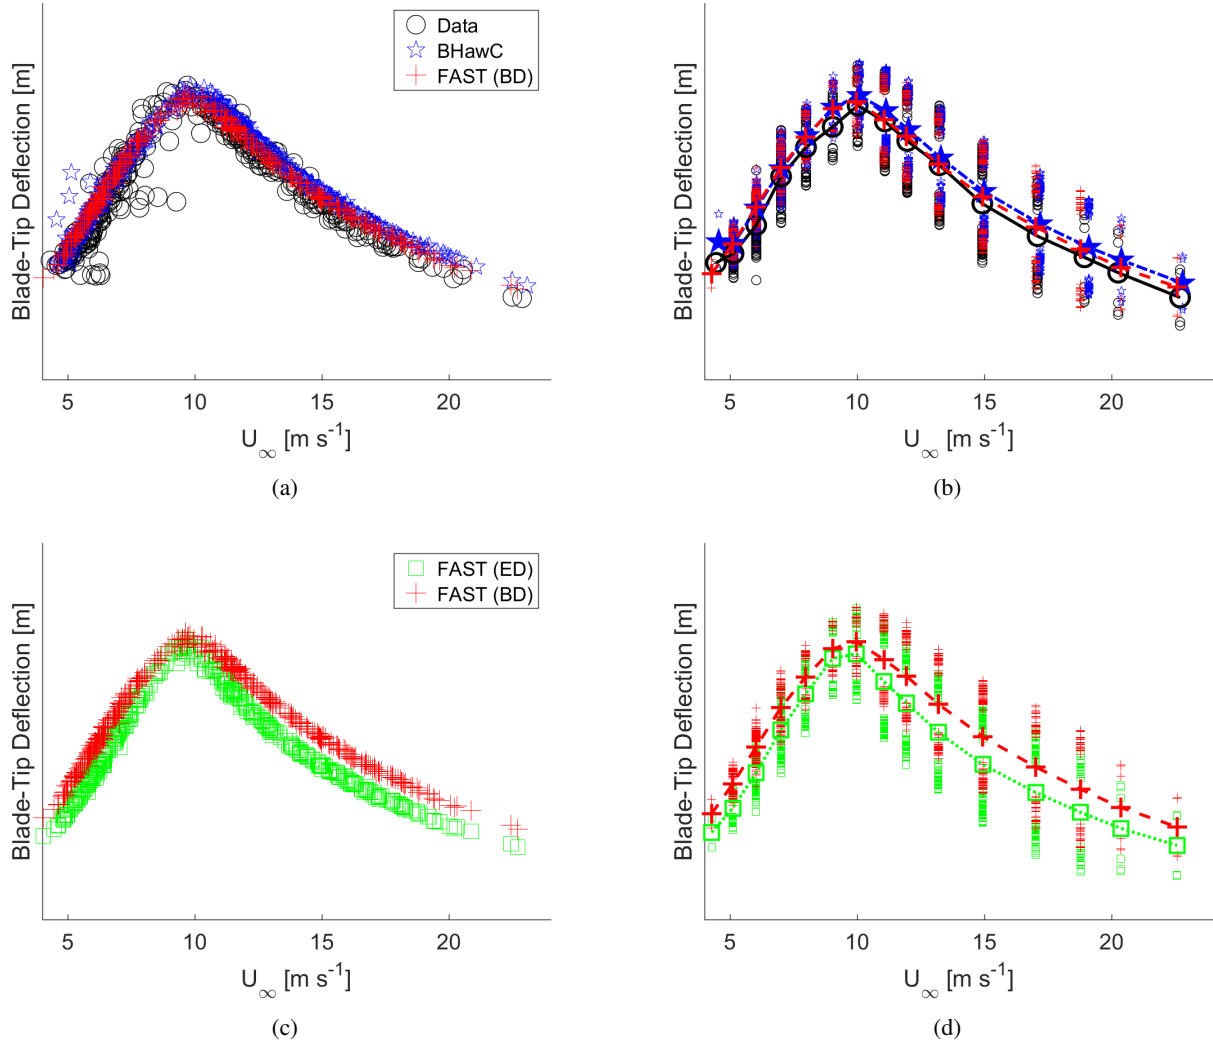 Blade-Tip Deflection [m]
Data
BHawC
FAST (BD)
5
10
15
20
U∞ [m s⁻¹]
(a)
Blade-Tip Deflection [m]
5
10
15
20
U∞ [m s⁻¹]
(b)
Blade-Tip Deflection [m]
FAST (ED)
FAST (BD)
5
10
15
20
U∞ [m s⁻¹]
(c)
Blade-Tip Deflection [m]
5
10
15
20
U∞ [m s⁻¹]
(d)